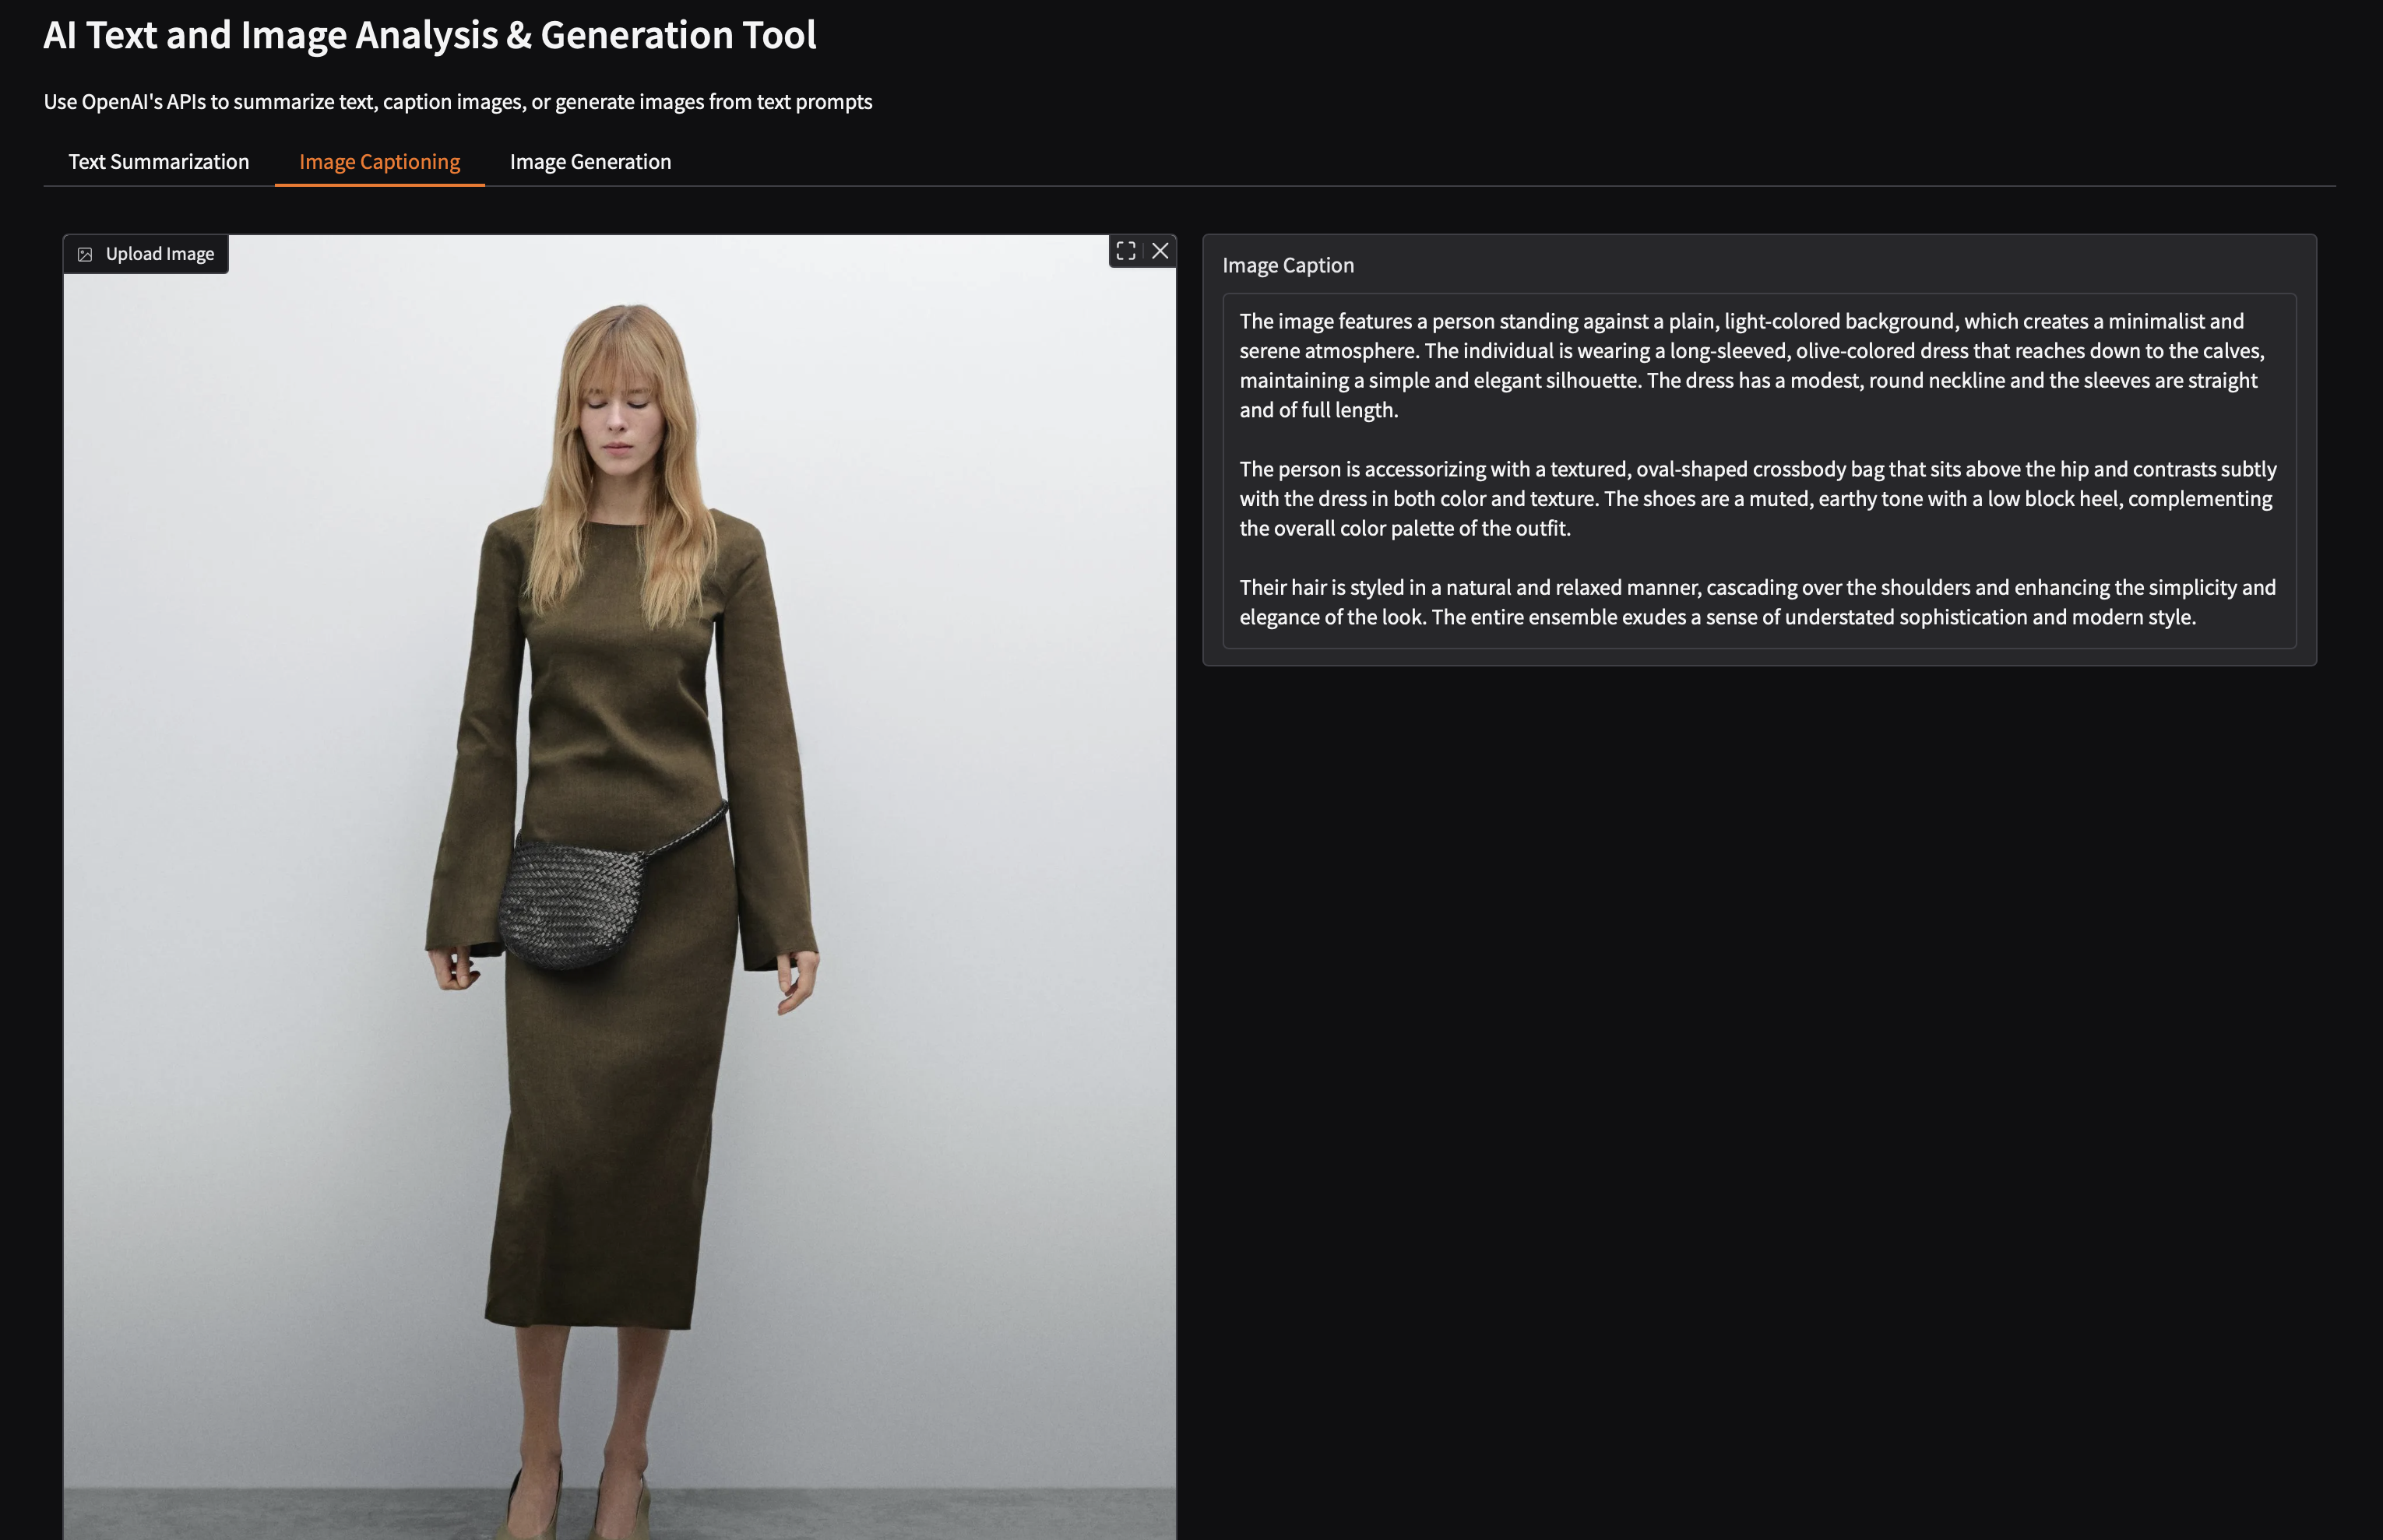 AI Text and Image Analysis & Generation Tool
Use OpenAI's APIs to summarize text, caption images, or generate images from text prompts
Text Summarization
Image Captioning
Image Generation
Upload Image
Image Caption
The image features a person standing against a plain, light-colored background, which creates a minimalist and
serene atmosphere. The individual is wearing a long-sleeved, olive-colored dress that reaches down to the calves,
maintaining a simple and elegant silhouette. The dress has a modest, round neckline and the sleeves are straight
and of full length.
The person is accessorizing with a textured, oval-shaped crossbody bag that sits above the hip and contrasts subtly
with the dress in both color and texture. The shoes are a muted, earthy tone with a low block heel, complementing
the overall color palette of the outfit.
Their hair is styled in a natural and relaxed manner, cascading over the shoulders and enhancing the simplicity and
elegance of the look. The entire ensemble exudes a sense of understated sophistication and modern style.